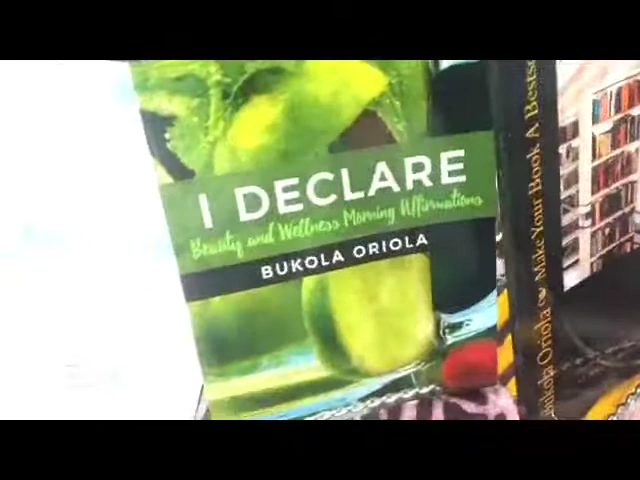 I DECLARE
Beauty and Wellness Morning Affirmations
BUKOLA ORIOLA
Bukola Oriola Make Your Book A Bestse